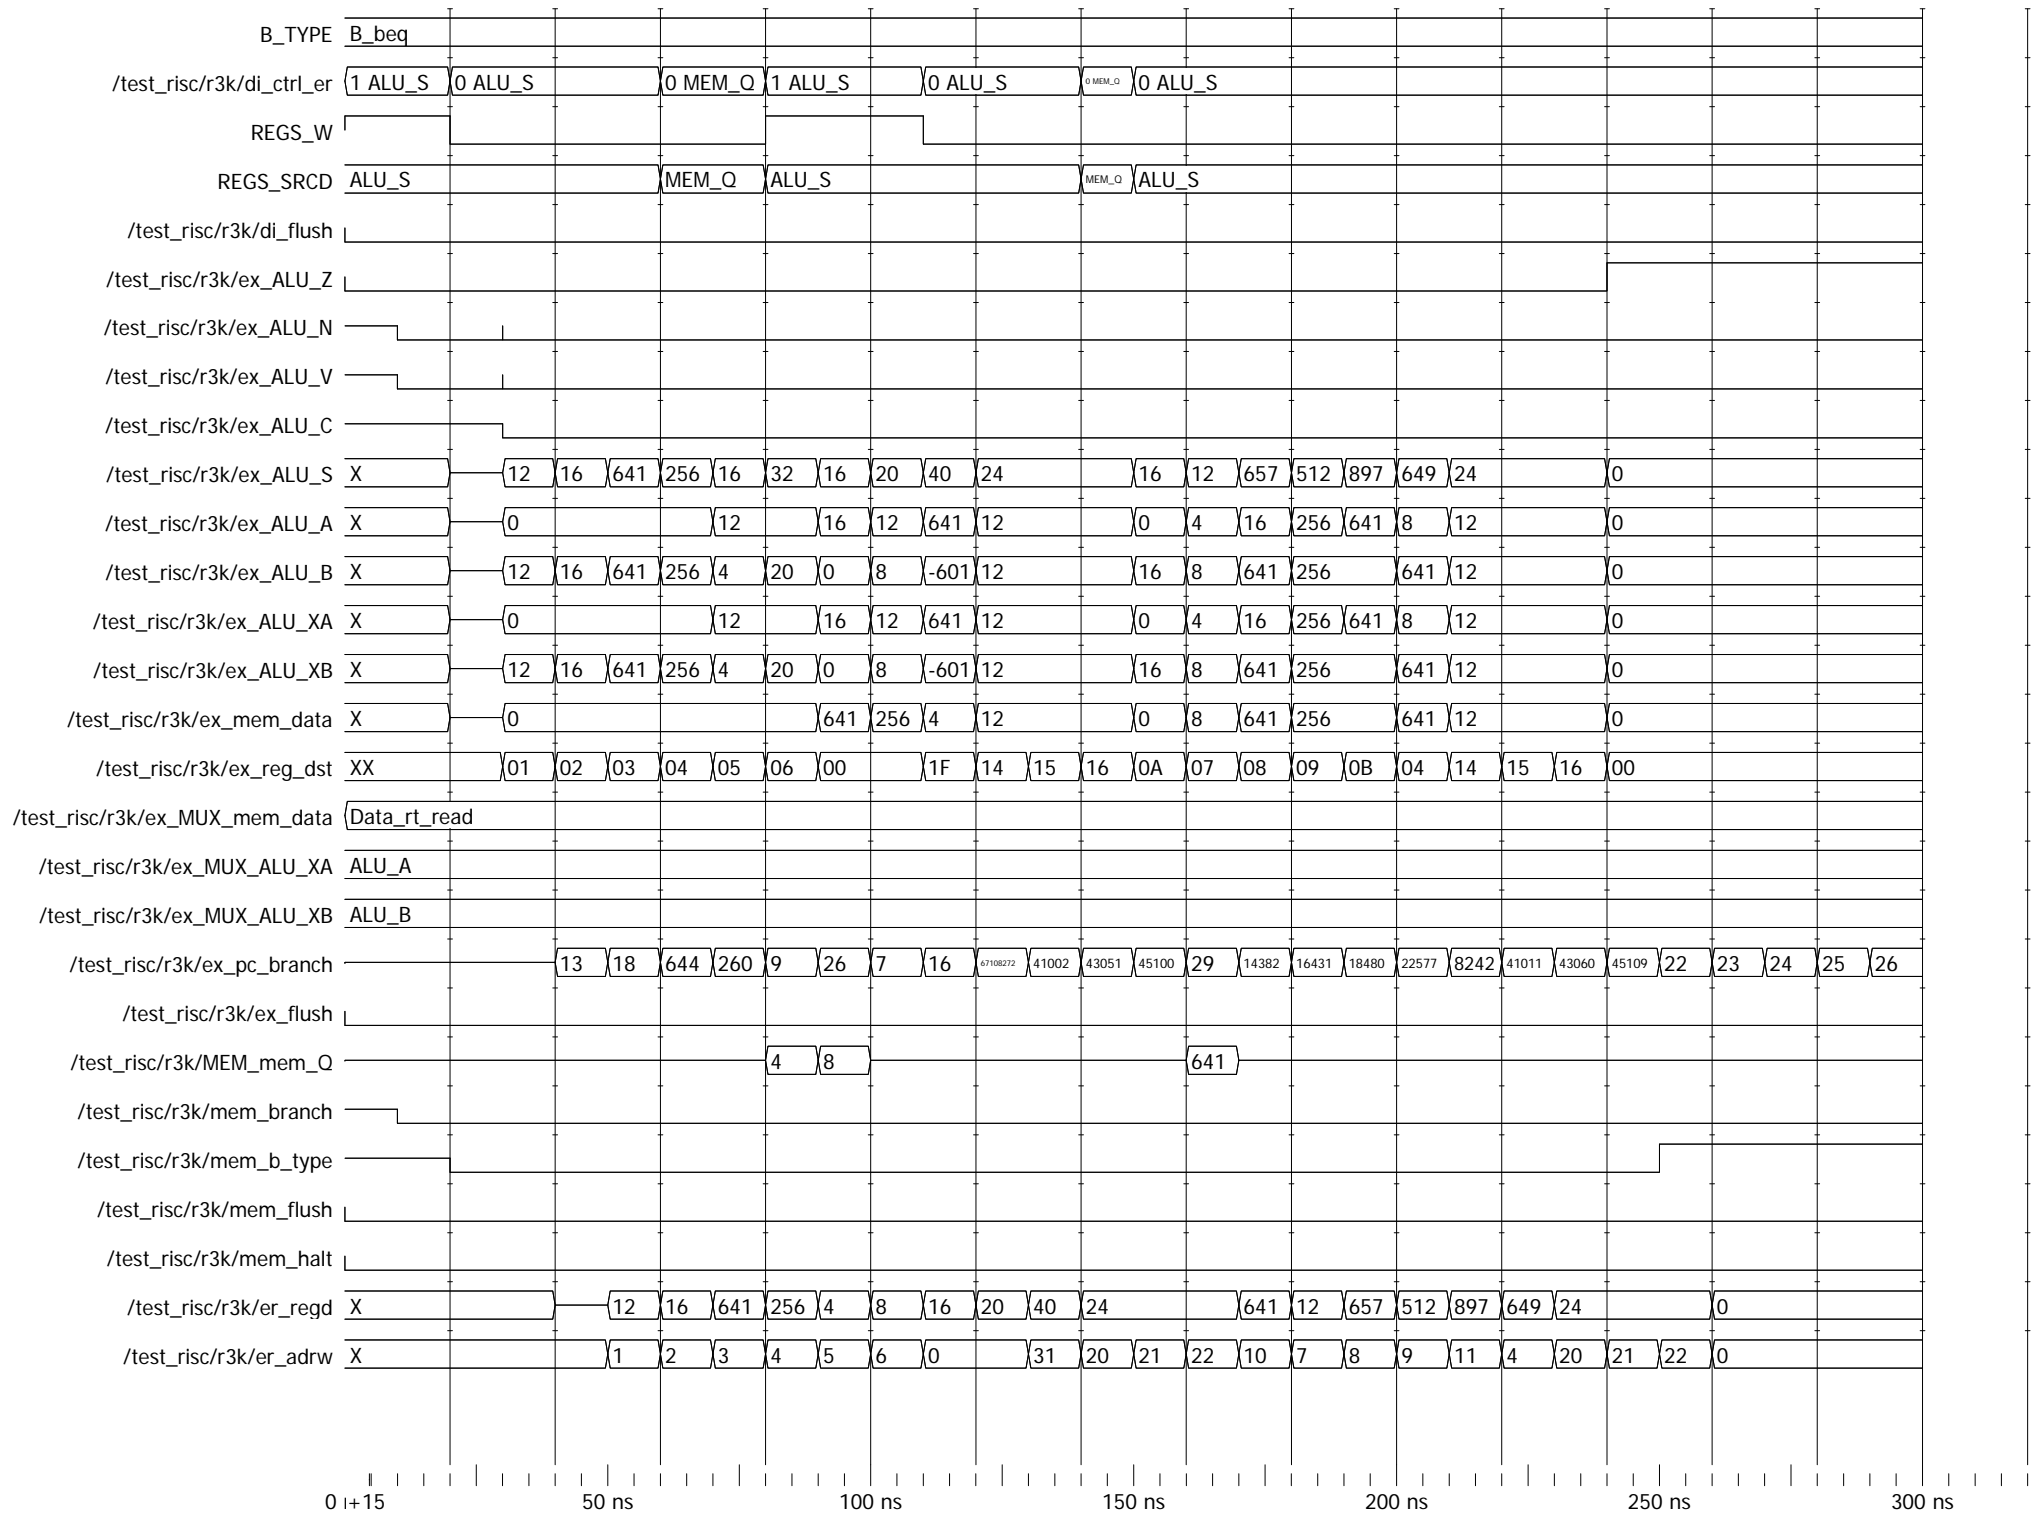 B_TYPE B_beq
/test_risc/r3k/di_ctrl_er 1 ALU_S 0 ALU_S 0 MEM_Q 1 ALU_S 0 ALU_S 0 MEM_Q 0 ALU_S
REGS_W
REGS_SRCD ALU_S MEM_Q ALU_S MEM_Q ALU_S
/test_risc/r3k/di_flush
/test_risc/r3k/ex_ALU_Z
/test_risc/r3k/ex_ALU_N
/test_risc/r3k/ex_ALU_V
/test_risc/r3k/ex_ALU_C
/test_risc/r3k/ex_ALU_S X 12 16 641 256 16 32 16 20 40 24 16 12 657 512 897 649 24 0
/test_risc/r3k/ex_ALU_A X 0 12 16 12 641 12 0 4 16 256 641 8 12 0
/test_risc/r3k/ex_ALU_B X 12 16 641 256 4 20 0 8 -601 12 16 8 641 256 641 12 0
/test_risc/r3k/ex_ALU_XA X 0 12 16 12 641 12 0 4 16 256 641 8 12 0
/test_risc/r3k/ex_ALU_XB X 12 16 641 256 4 20 0 8 -601 12 16 8 641 256 641 12 0
/test_risc/r3k/ex_mem_data X 0 641 256 4 12 0 8 641 256 641 12 0
/test_risc/r3k/ex_reg_dst XX 01 02 03 04 05 06 00 1F 14 15 16 0A 07 08 09 0B 04 14 15 16 00
/test_risc/r3k/ex_MUX_mem_data Data_rt_read
/test_risc/r3k/ex_MUX_ALU_XA ALU_A
/test_risc/r3k/ex_MUX_ALU_XB ALU_B
/test_risc/r3k/ex_pc_branch 13 18 644 260 9 26 7 16 67108272 41002 43051 45100 29 14382 16431 18480 22577 8242 41011 43060 45109 22 23 24 25 26
/test_risc/r3k/ex_flush
/test_risc/r3k/MEM_mem_Q 4 8 641
/test_risc/r3k/mem_branch
/test_risc/r3k/mem_b_type
/test_risc/r3k/mem_flush
/test_risc/r3k/mem_halt
/test_risc/r3k/er_regd X 12 16 641 256 4 8 16 20 40 24 641 12 657 512 897 649 24 0
/test_risc/r3k/er_adrw X 1 2 3 4 5 6 0 31 20 21 22 10 7 8 9 11 4 20 21 22 0
0 +15 50 ns 100 ns 150 ns 200 ns 250 ns 300 ns